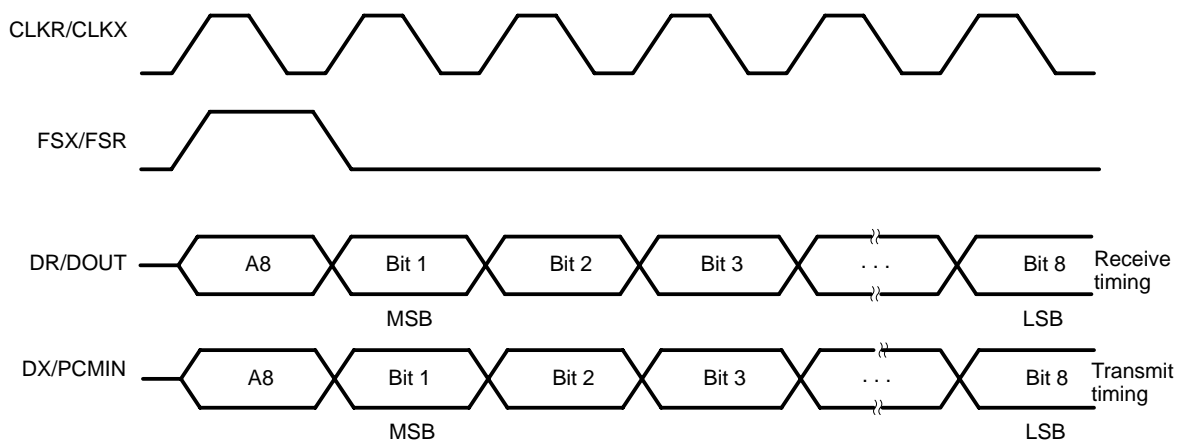 CLKR/CLKX
FSX/FSR
DR/DOUT A8 Bit 1 Bit 2 Bit 3 . . . Bit 8 Receive timing
MSB LSB
DX/PCMIN A8 Bit 1 Bit 2 Bit 3 . . . Bit 8 Transmit timing
MSB LSB